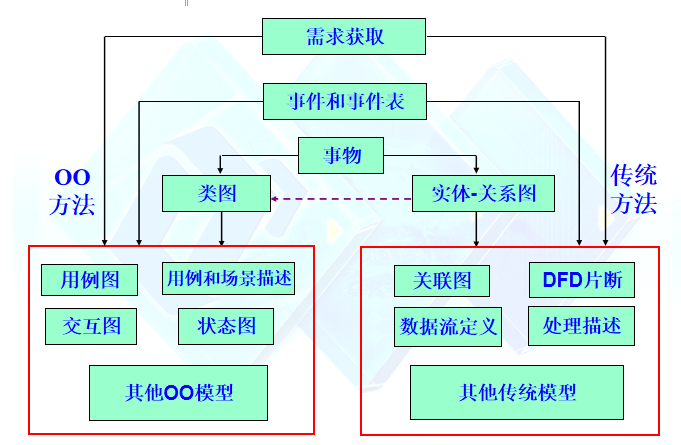 需求获取
事件和事件表
事物
OO
方法
传统
方法
类图
实体-关系图
用例图
用例和场景描述
交互图
状态图
其他OO模型
关联图
DFD片断
数据流定义
处理描述
其他传统模型